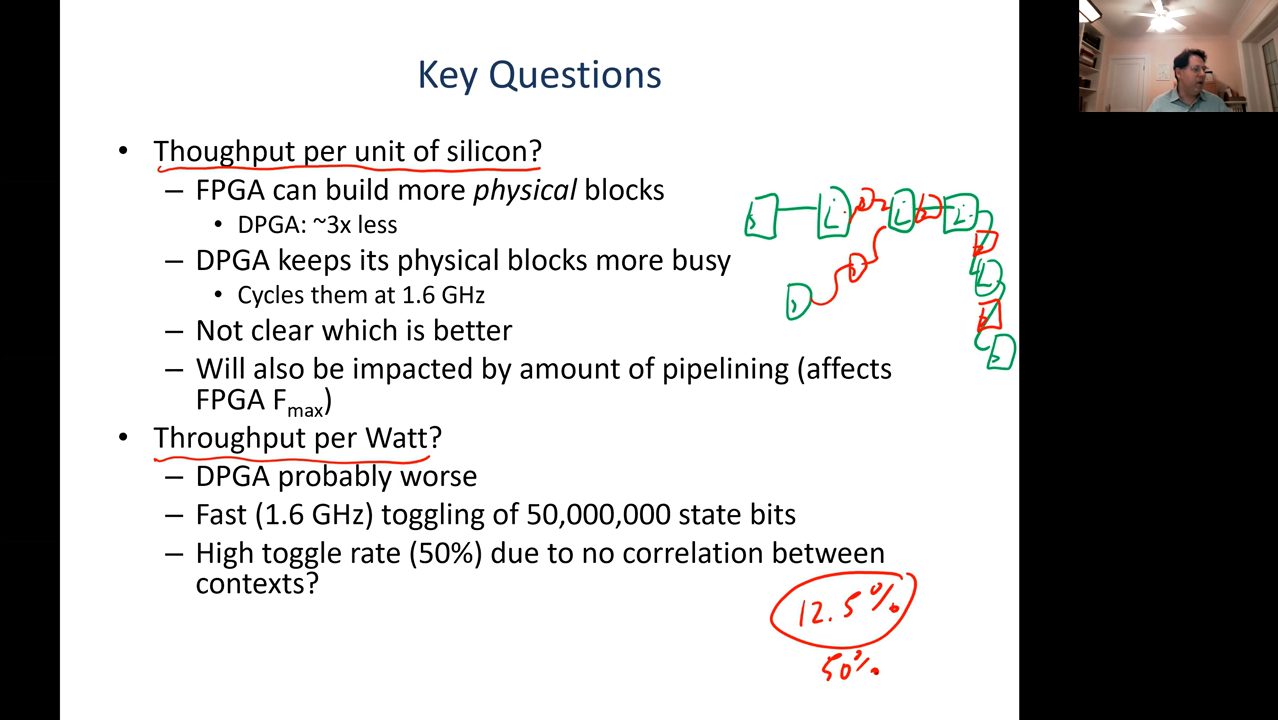 Key Questions
• Thoughput per unit of silicon?
– FPGA can build more physical blocks
• DPGA: ~3x less
– DPGA keeps its physical blocks more busy
• Cycles them at 1.6 GHz
– Not clear which is better
– Will also be impacted by amount of pipelining (affects
FPGA Fmax)
• Throughput per Watt?
– DPGA probably worse
– Fast (1.6 GHz) toggling of 50,000,000 state bits
– High toggle rate (50%) due to no correlation between
contexts?
12.5%
50%